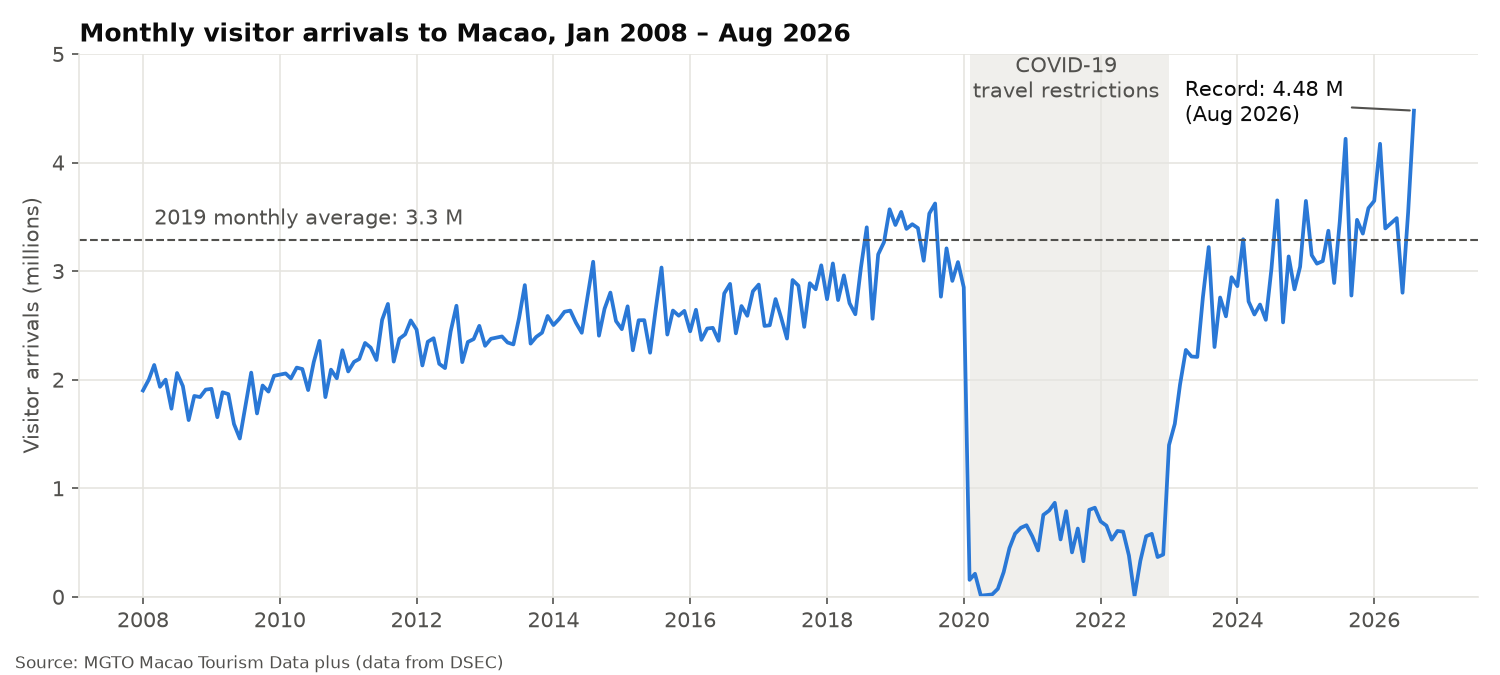 Monthly visitor arrivals to Macao, Jan 2008 – Aug 2026
Visitor arrivals (millions)
5
4
3
2
1
0
COVID-19
travel restrictions
Record: 4.48 M
(Aug 2026)
2019 monthly average: 3.3 M
2008
2010
2012
2014
2016
2018
2020
2022
2024
2026
Source: MGTO Macao Tourism Data plus (data from DSEC)